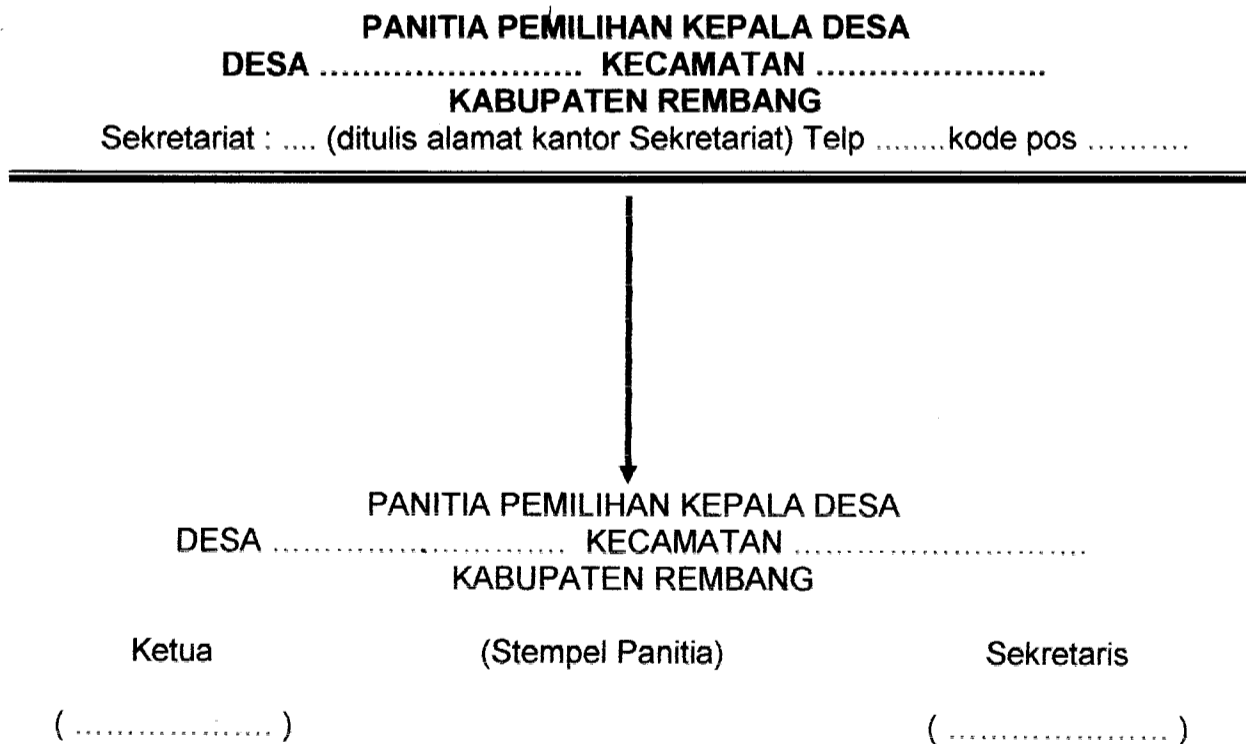 PANITIA PEMILIHAN KEPALA DESA
DESA ......................... KECAMATAN ......................
KABUPATEN REMBANG
Sekretariat : .... (ditulis alamat kantor Sekretariat) Telp ........kode pos ..........
PANITIA PEMILIHAN KEPALA DESA
DESA ............................ KECAMATAN ............................
KABUPATEN REMBANG
Ketua (Stempel Panitia) Sekretaris
( ..................... ) ( ..................... )